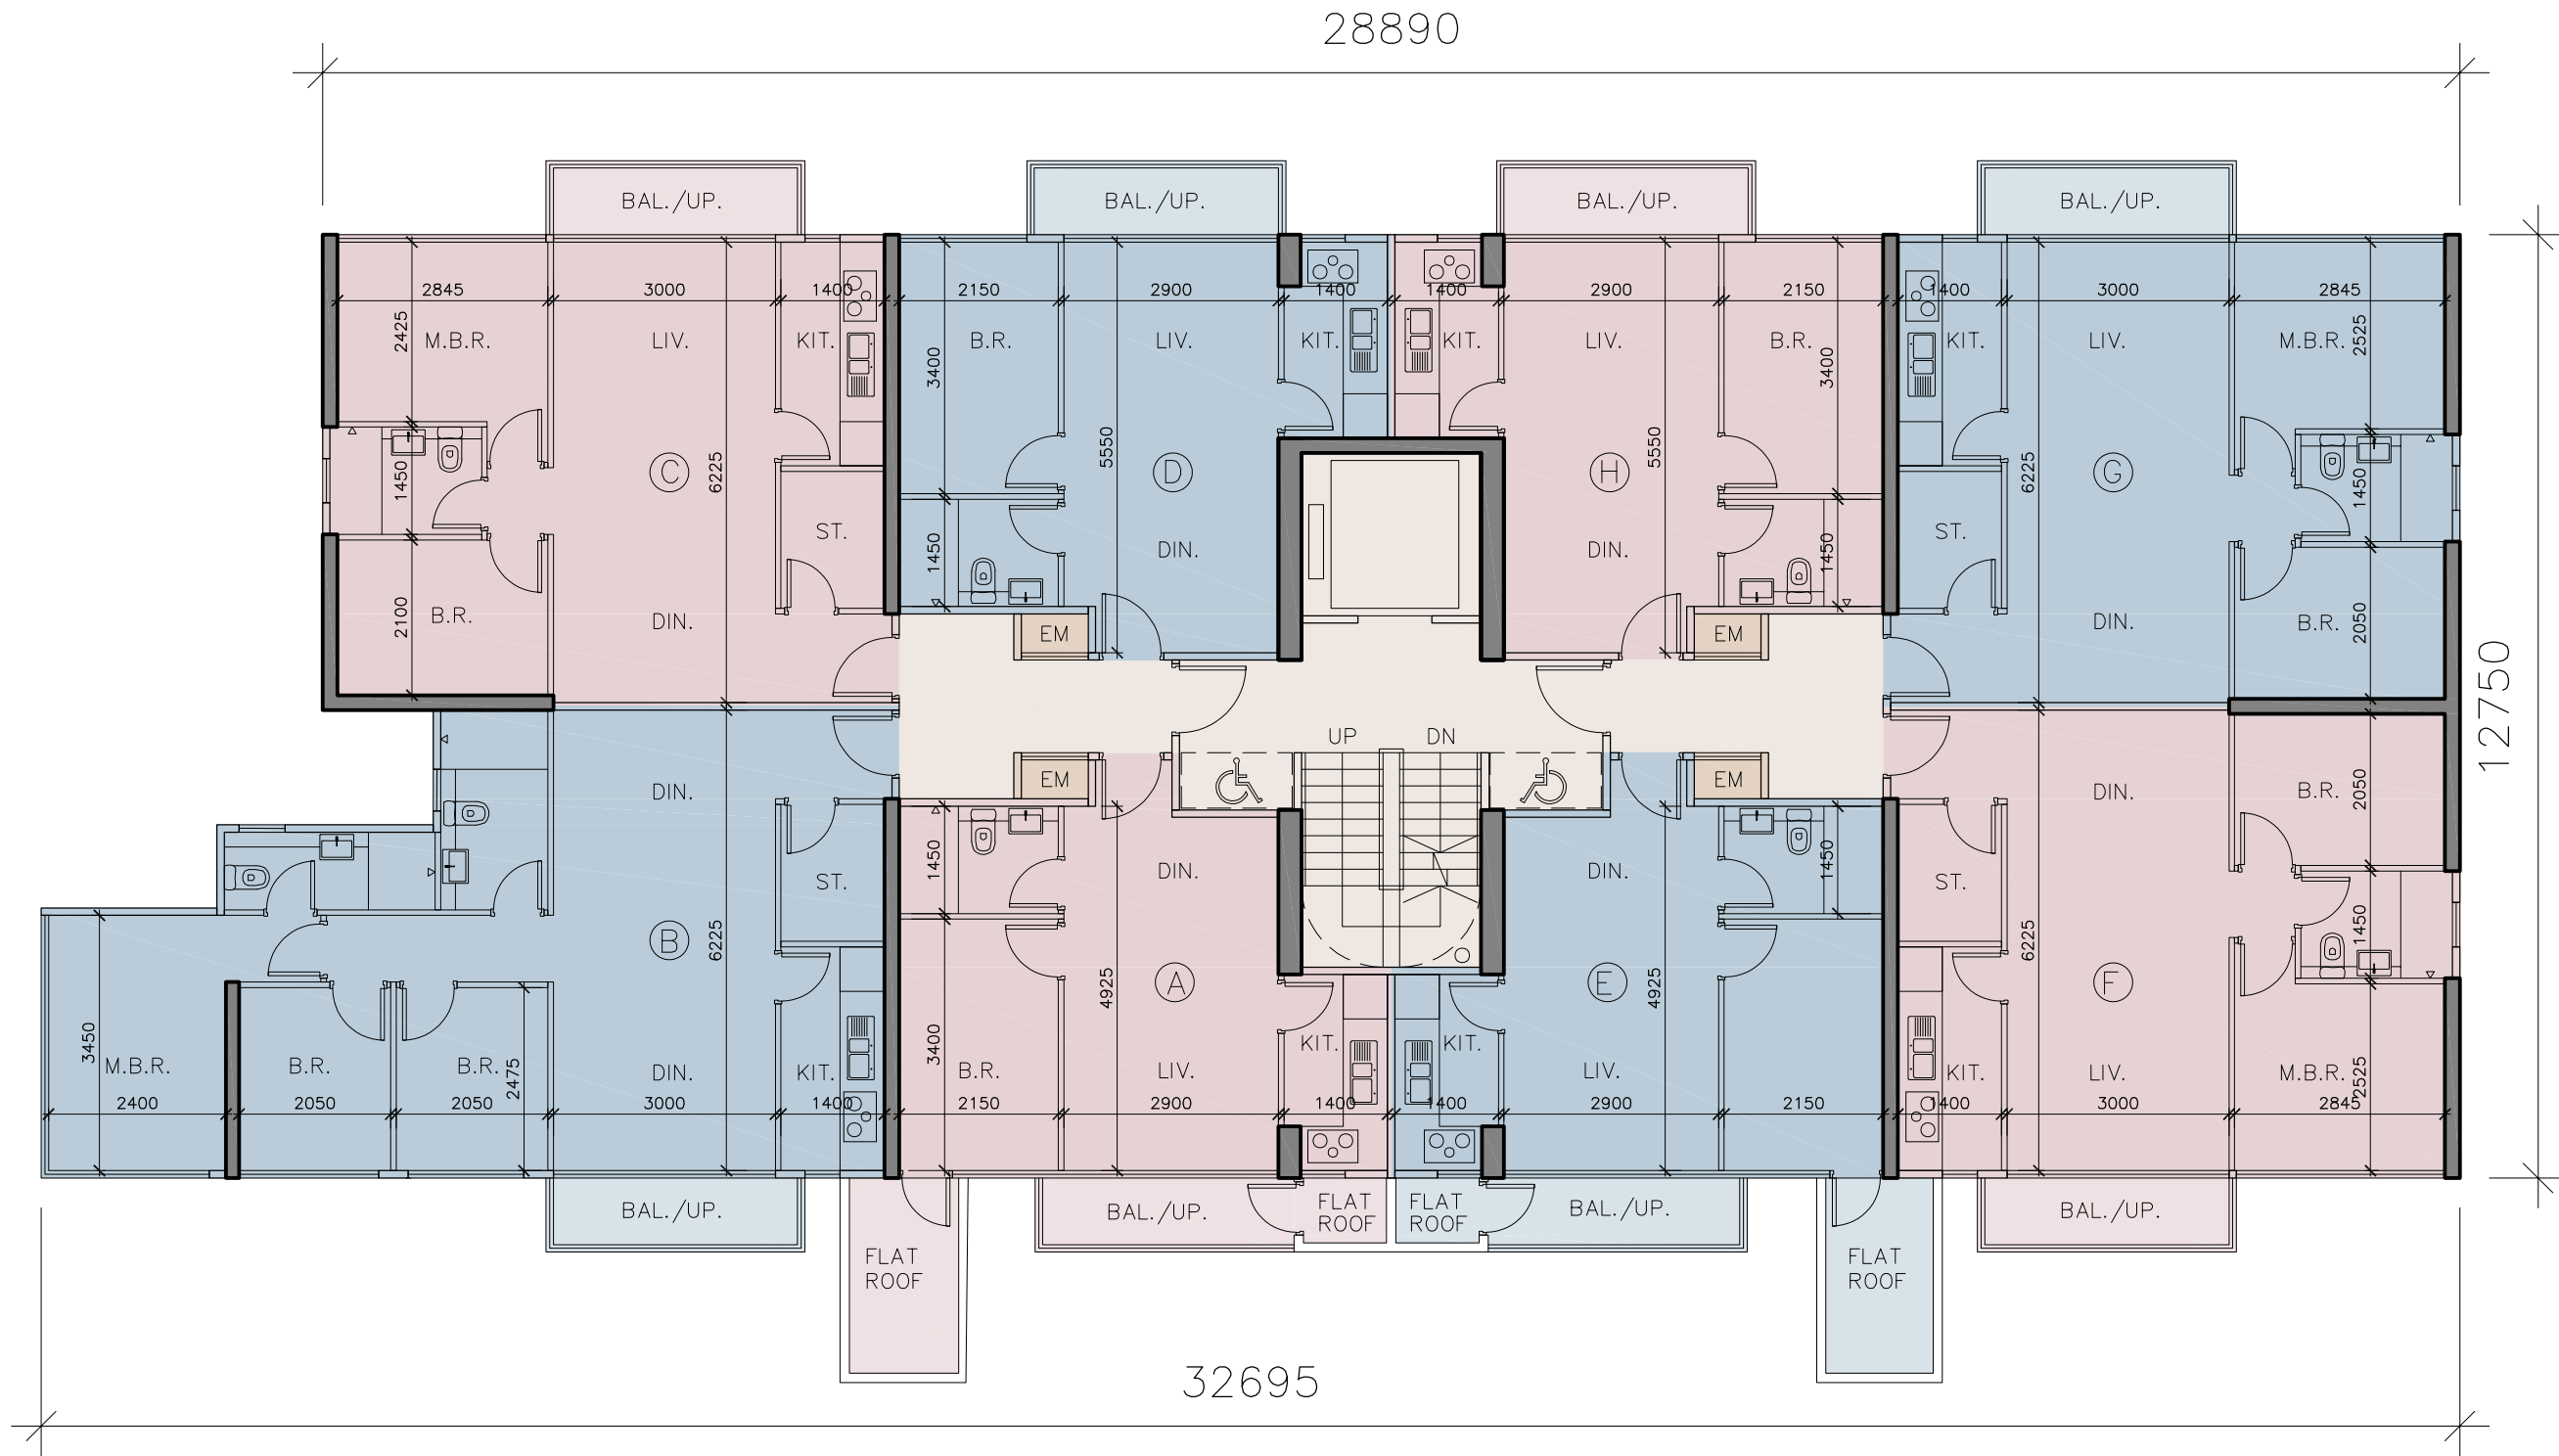 28890
BAL./UP.
BAL./UP.
BAL./UP.
BAL./UP.
2845
3000
1400
2150
2900
1400
1400
2900
2150
1400
3000
2845
2425
M.B.R.
LIV.
KIT.
3400
B.R.
LIV.
KIT.
KIT.
LIV.
B.R.
3400
KIT.
LIV.
M.B.R.
2525
1450
C
6225
5550
D
H
5550
6225
G
1450
ST.
1450
DIN.
DIN.
1450
ST.
2100
B.R.
DIN.
EM
EM
DIN.
B.R.
2050
12750
UP
DN
EM
EM
DIN.
DIN.
B.R.
2050
ST.
1450
DIN.
DIN.
1450
ST.
B
6225
4925
A
E
4925
6225
F
1450
3450
M.B.R.
B.R.
B.R.
2475
DIN.
KIT.
3400
B.R.
LIV.
KIT.
KIT.
LIV.
KIT.
LIV.
M.B.R.
2525
2400
2050
2050
3000
1400
2150
2900
1400
1400
2900
2150
1400
3000
2845
BAL./UP.
BAL./UP.
FLAT
ROOF
FLAT
ROOF
BAL./UP.
BAL./UP.
FLAT
ROOF
FLAT
ROOF
32695